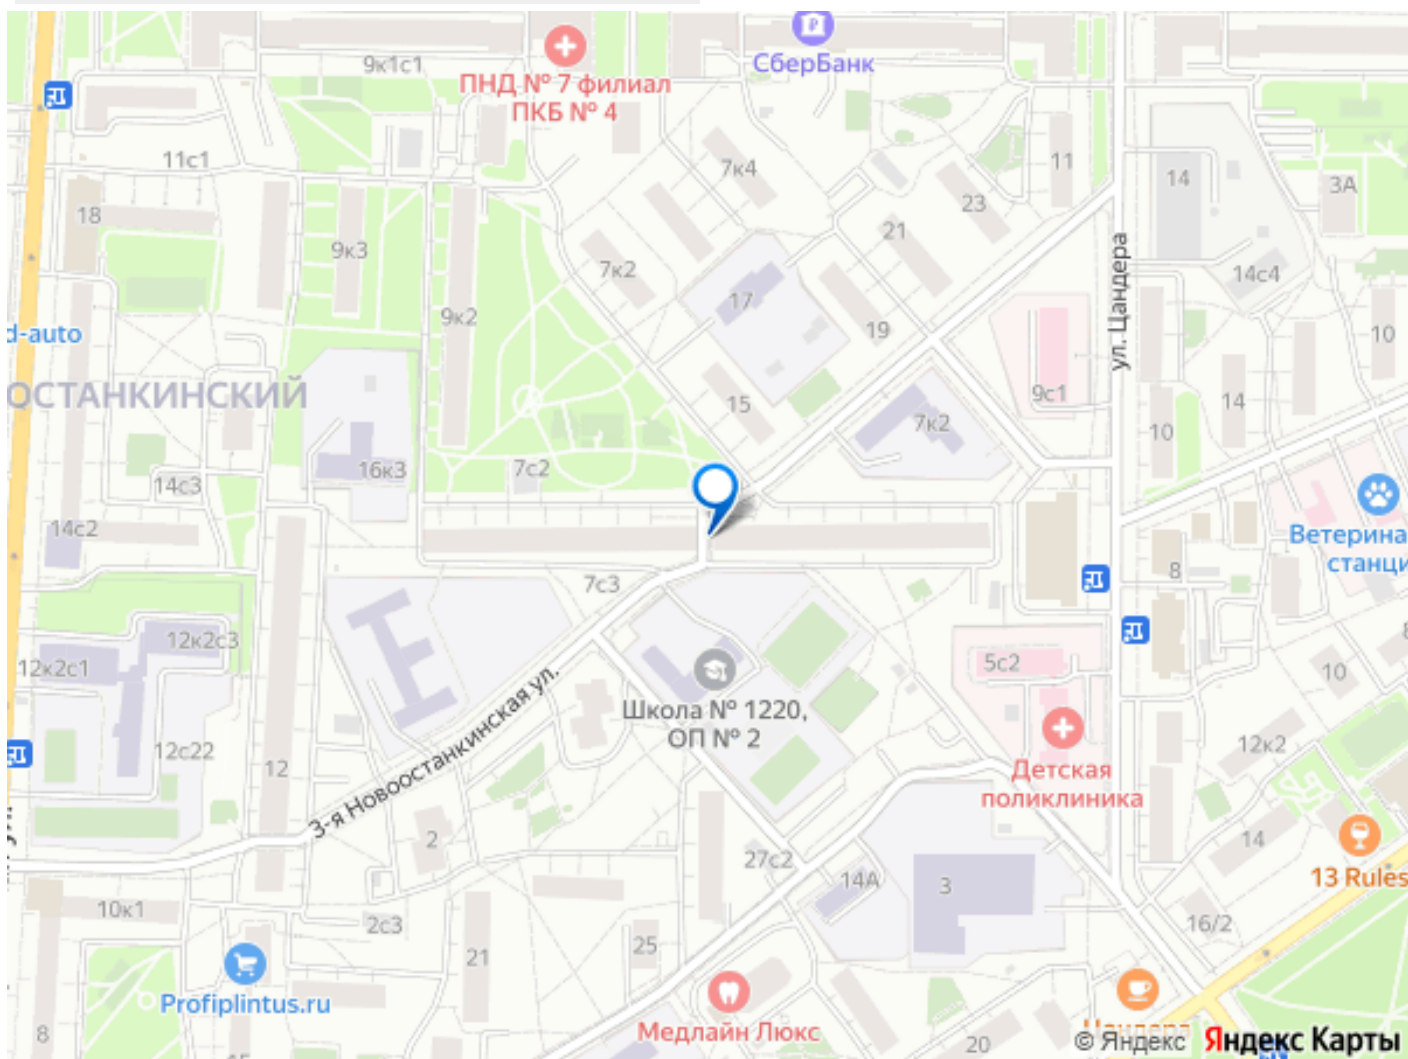 СберБанк
9к1с1
ПНД № 7 филиал
ПКБ № 4
11с1
7к4
11
14
3А
18
23
9к3
21
7к2
14с4
17
ул. Цандера
9к2
19
d-auto
10
ОСТАНКИНСКИЙ
9с1
15
14
7к2
10
16к3
7с2
14с3
14с2
Ветерина
станци
7с3
8
12к2с3
12к2с1
5с2
10
3-я Новоостанкинская ул.
Школа № 1220,
ОП № 2
12с22
12
12к2
Детская
поликлиника
2
14
27с2
14А
3
13 Rules
10к1
2с3
16/2
25
21
Profiplintus.ru
Медлайн Люкс
8
20
© Яндекс Яндекс Карты